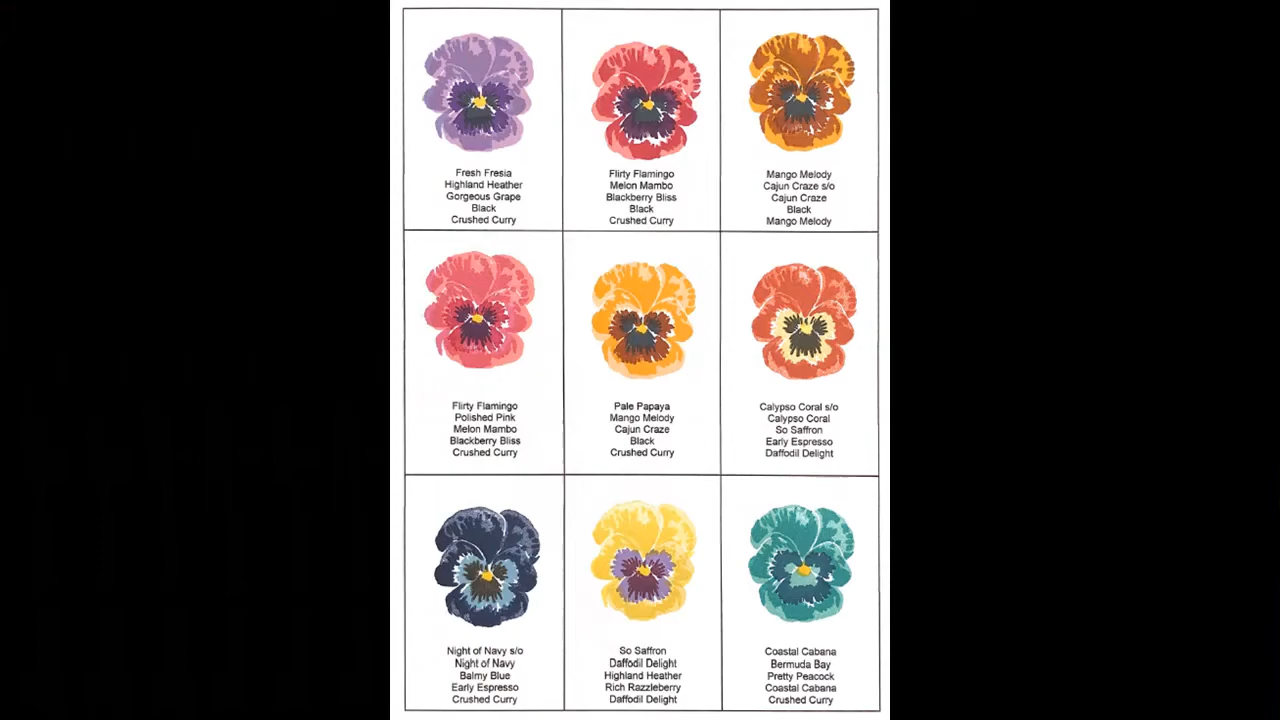 Fresh Fresia
Highland Heather
Gorgeous Grape
Black
Crushed Curry
Flirty Flamingo
Melon Mambo
Blackberry Bliss
Black
Crushed Curry
Mango Melody
Cajun Craze s/o
Cajun Craze
Black
Mango Melody
Flirty Flamingo
Polished Pink
Melon Mambo
Blackberry Bliss
Crushed Curry
Pale Papaya
Mango Melody
Cajun Craze
Black
Crushed Curry
Calypso Coral s/o
Calypso Coral
So Saffron
Early Espresso
Daffodil Delight
Night of Navy s/o
Night of Navy
Balmy Blue
Early Espresso
Crushed Curry
So Saffron
Daffodil Delight
Highland Heather
Rich Razzleberry
Daffodil Delight
Coastal Cabana
Bermuda Bay
Pretty Peacock
Coastal Cabana
Crushed Curry